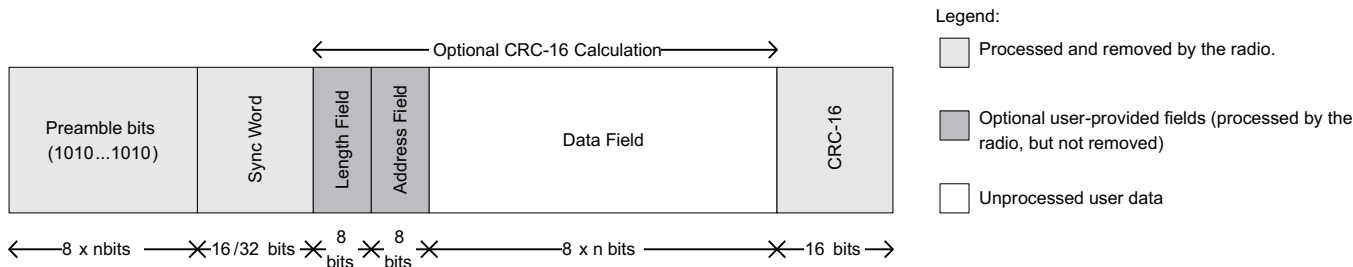 Legend:
Optional CRC-16 Calculation
Processed and removed by the radio.
Preamble bits
(1010...1010)
Sync Word
Length Field
Address Field
Data Field
CRC-16
Optional user-provided fields (processed by the
radio, but not removed)
Unprocessed user data
8 x nbits
16/32 bits
8
bits
8
bits
8 x n bits
16 bits